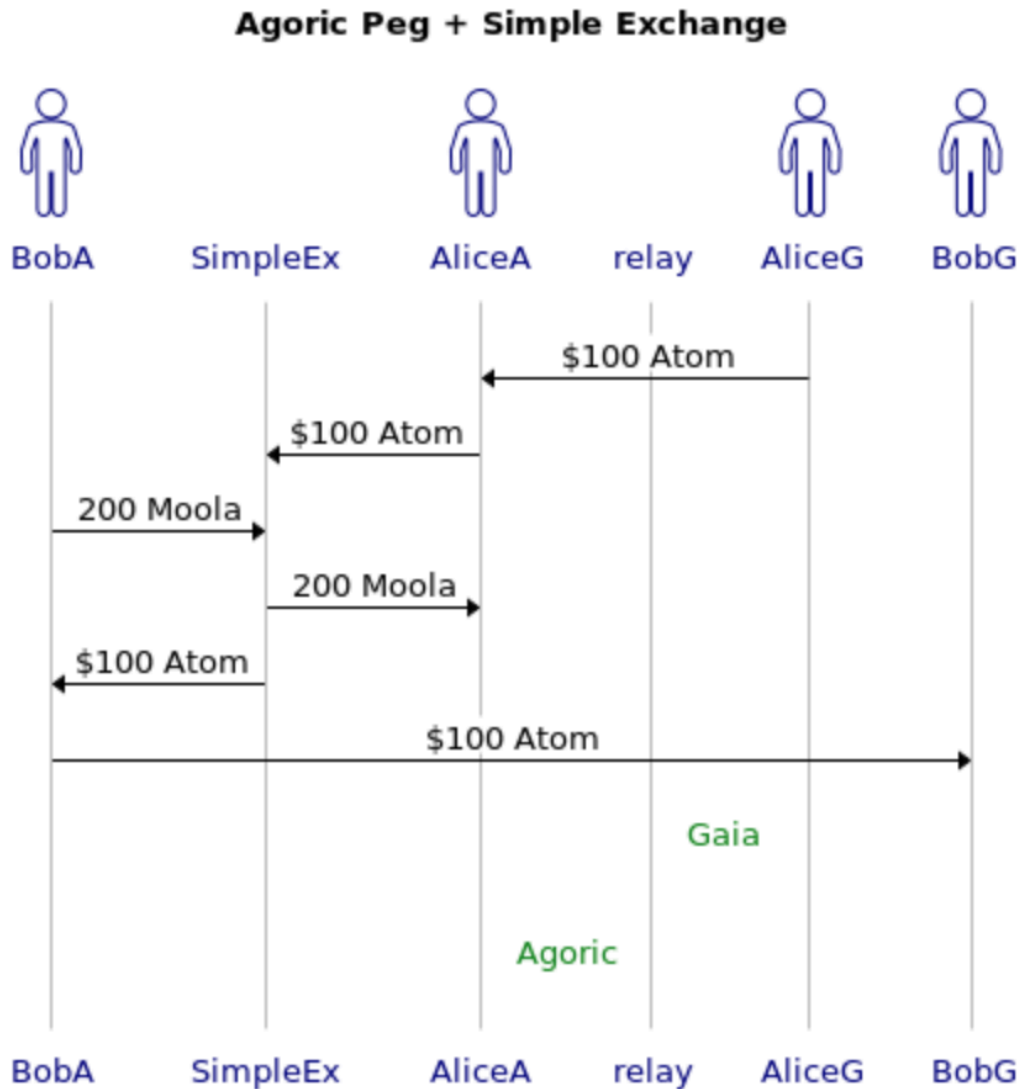 Agoric Peg + Simple Exchange
BobA SimpleEx AliceA relay AliceG BobG
$100 Atom
$100 Atom
200 Moola
200 Moola
$100 Atom
$100 Atom
Gaia
Agoric
BobA SimpleEx AliceA relay AliceG BobG